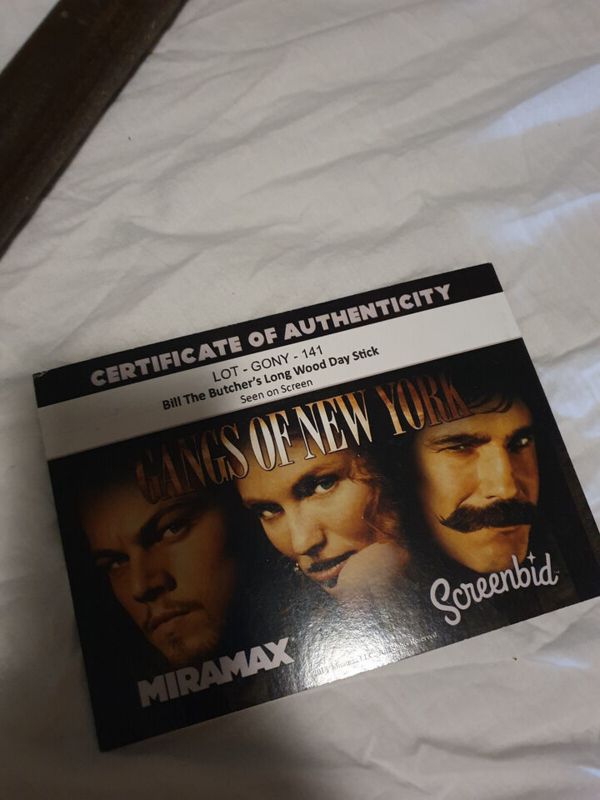 CERTIFICATE OF AUTHENTICITY
LOT - GONY - 141
Bill The Butcher's Long Wood Day Stick
Seen on Screen
GANGS OF NEW YORK
Screenbid
MIRAMAX